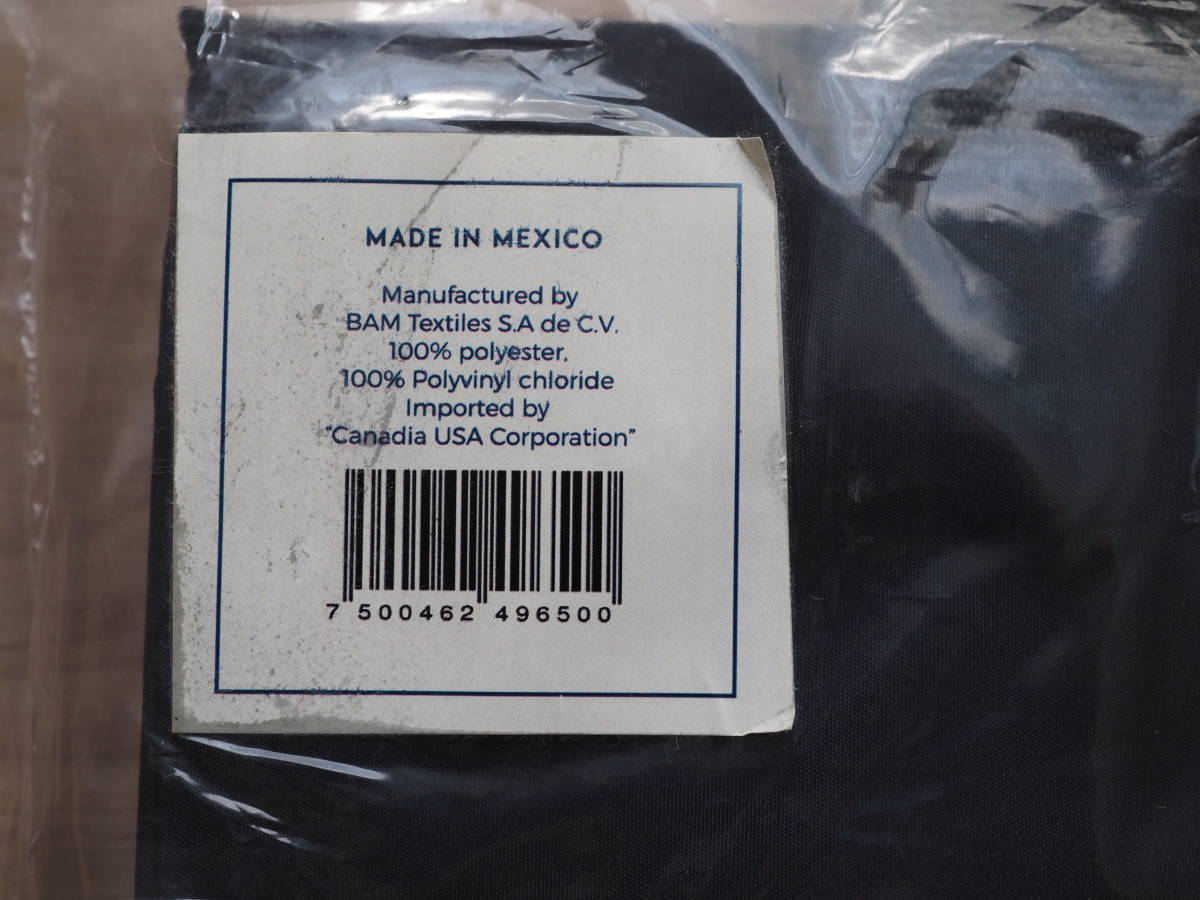 MADE IN MEXICO
Manufactured by
BAM Textiles S.A de C.V.
100% polyester,
100% Polyvinyl chloride
Imported by
"Canadia USA Corporation"
7 500462 496500